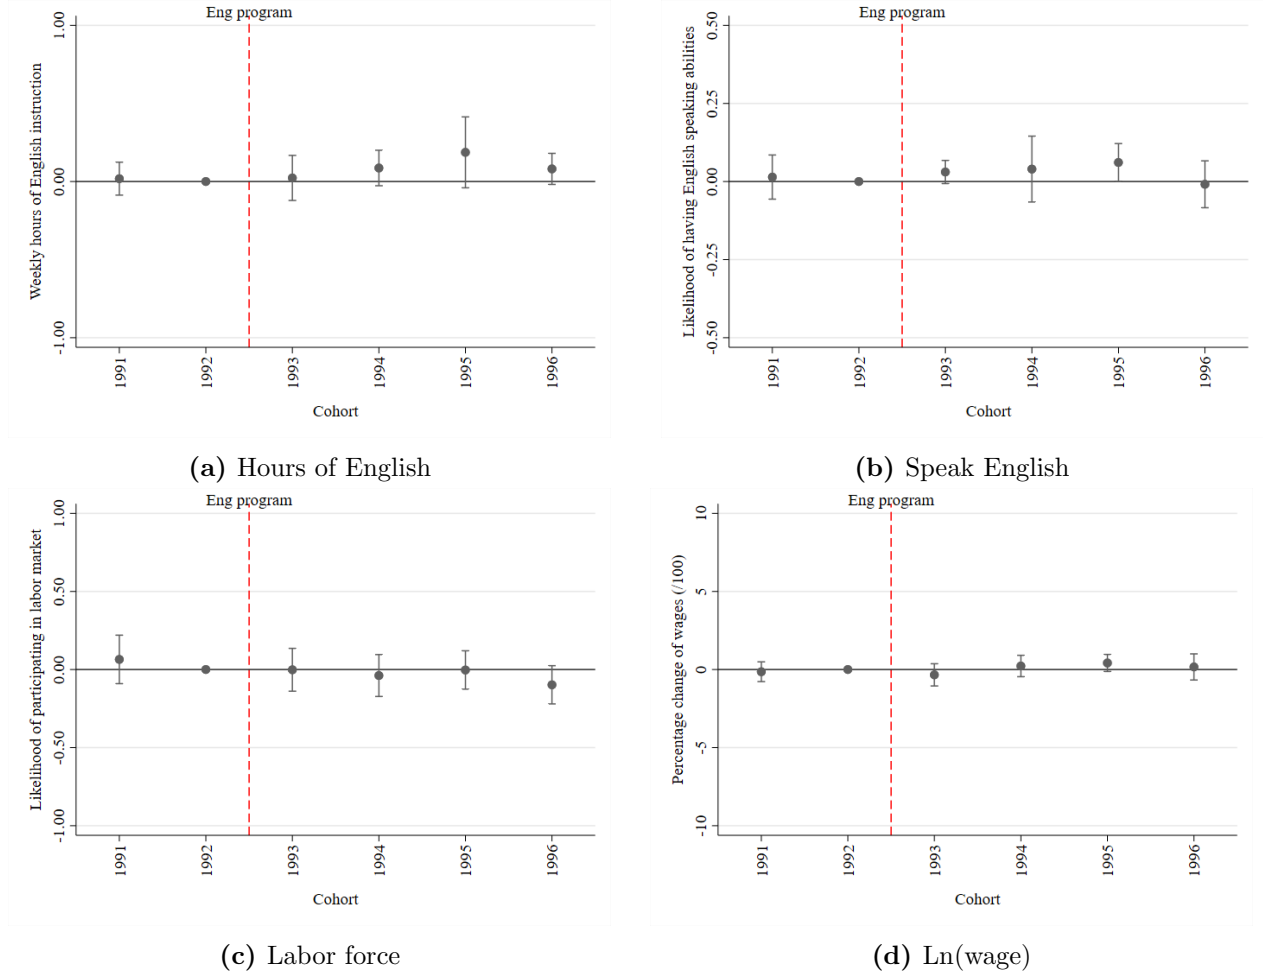 Eng program
Weekly hours of English instruction
1.00
0.00
-1.00
1991 1992 1993 1994 1995 1996
Cohort
(a) Hours of English
Eng program
Likelihood of having English speaking abilities
0.50
0.25
0.00
-0.25
-0.50
1991 1992 1993 1994 1995 1996
Cohort
(b) Speak English
Eng program
Likelihood of participating in labor market
1.00
0.50
0.00
-0.50
-1.00
1991 1992 1993 1994 1995 1996
Cohort
(c) Labor force
Eng program
Percentage change of wages (/100)
10
5
0
-5
-10
1991 1992 1993 1994 1995 1996
Cohort
(d) Ln(wage)